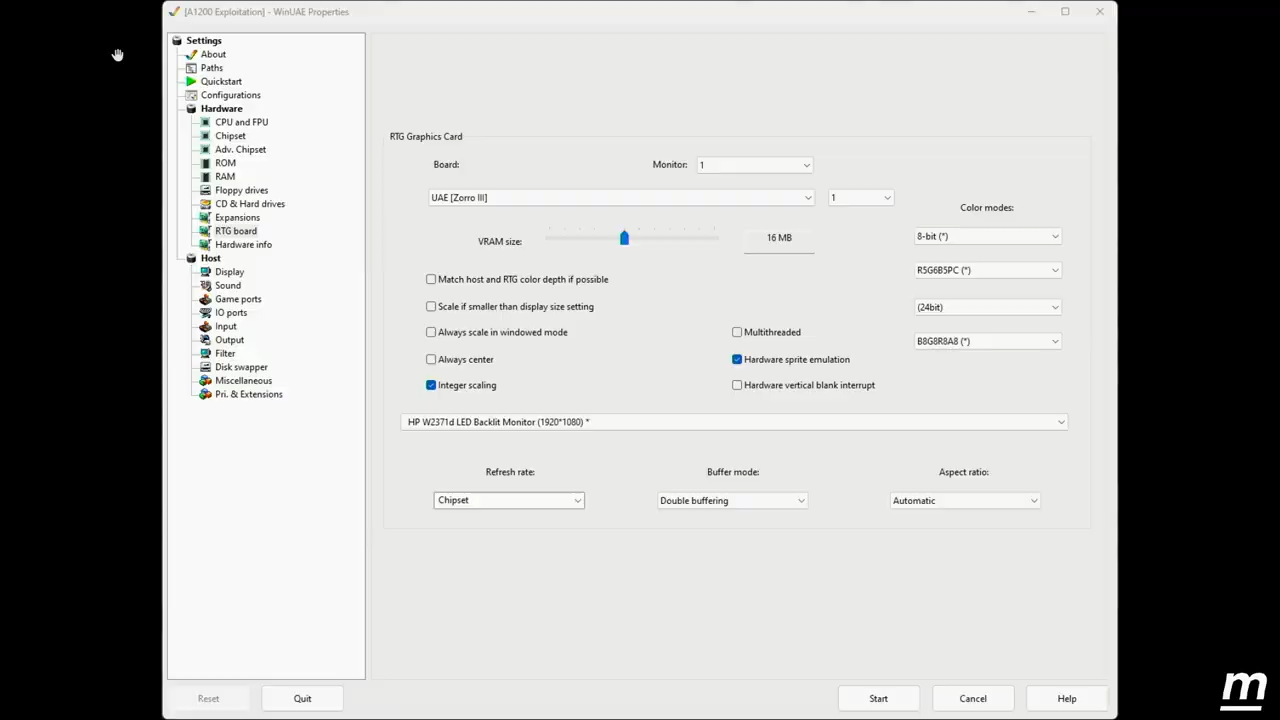 [A1200 Exploitation] - WinUAE Properties
Settings
About
Paths
Quickstart
Configurations
Hardware
CPU and FPU
Chipset
Adv. Chipset
ROM
RAM
Floppy drives
CD & Hard drives
Expansions
RTG board
Hardware info
Host
Display
Sound
Game ports
IO ports
Input
Output
Filter
Disk swapper
Miscellaneous
Pri. & Extensions
RTG Graphics Card
Board: Monitor: 1
UAE [Zorro III] 1
Color modes:
VRAM size: 16 MB
8-bit (*)
R5G6B5PC (*)
(24bit)
B8G8R8A8 (*)
Match host and RTG color depth if possible
Scale if smaller than display size setting
Always scale in windowed mode
Always center
Integer scaling
Multithreaded
Hardware sprite emulation
Hardware vertical blank interrupt
HP W2371d LED Backlit Monitor (1920*1080) *
Refresh rate: Buffer mode: Aspect ratio:
Chipset Double buffering Automatic
Reset Quit Start Cancel Help
m